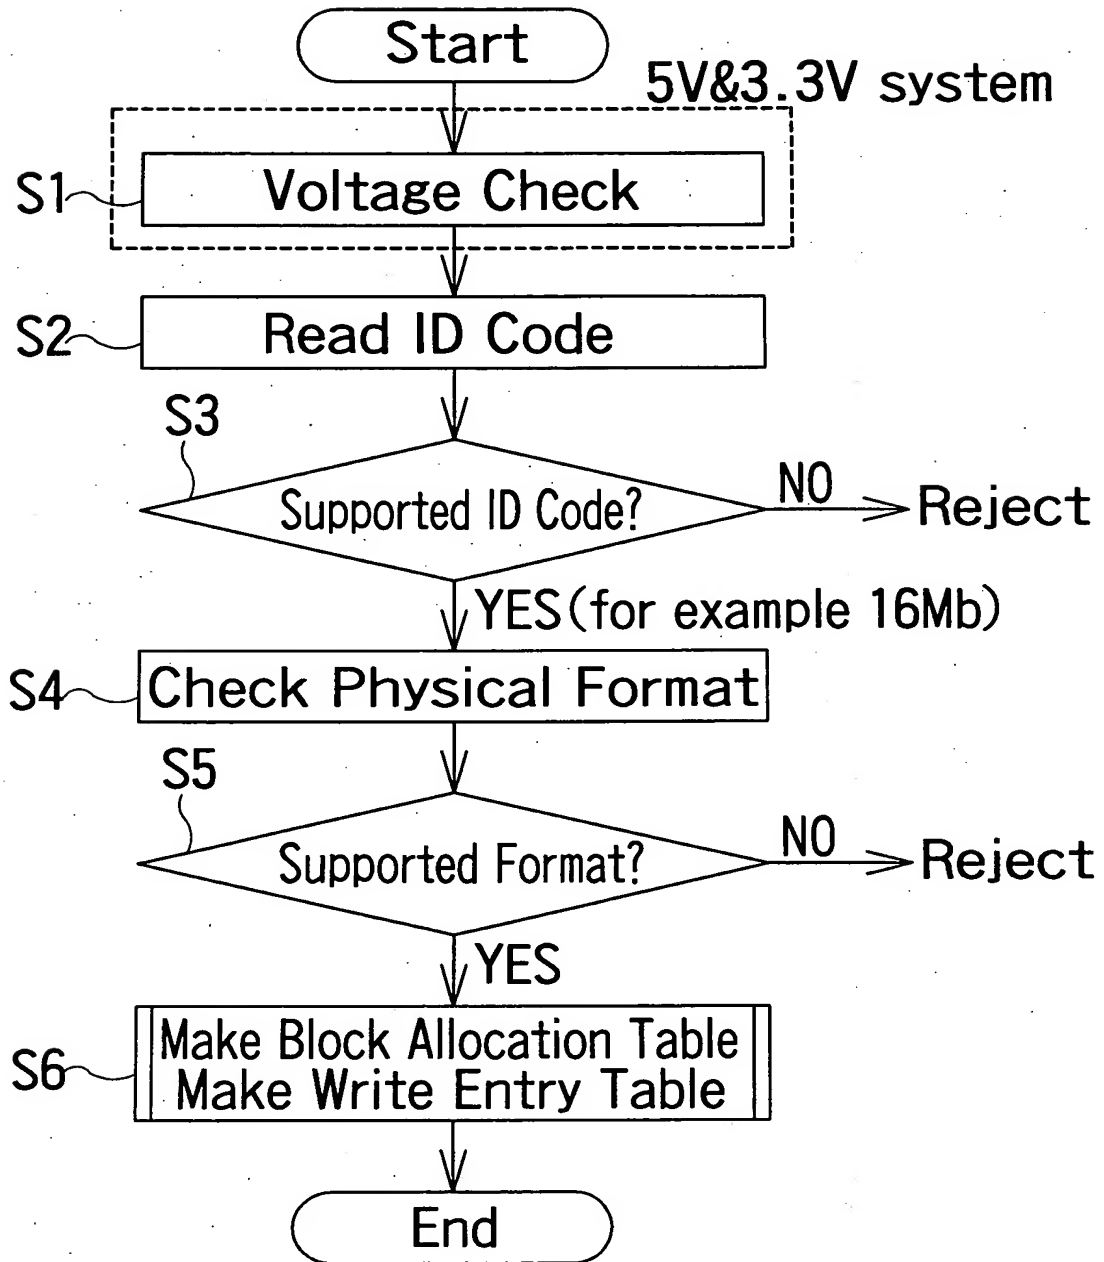 Start
5V&3.3V system
S1
Voltage Check
S2
Read ID Code
S3
Supported ID Code?
NO
Reject
YES(for example 16Mb)
S4
Check Physical Format
S5
Supported Format?
NO
Reject
YES
S6
Make Block Allocation Table
Make Write Entry Table
End